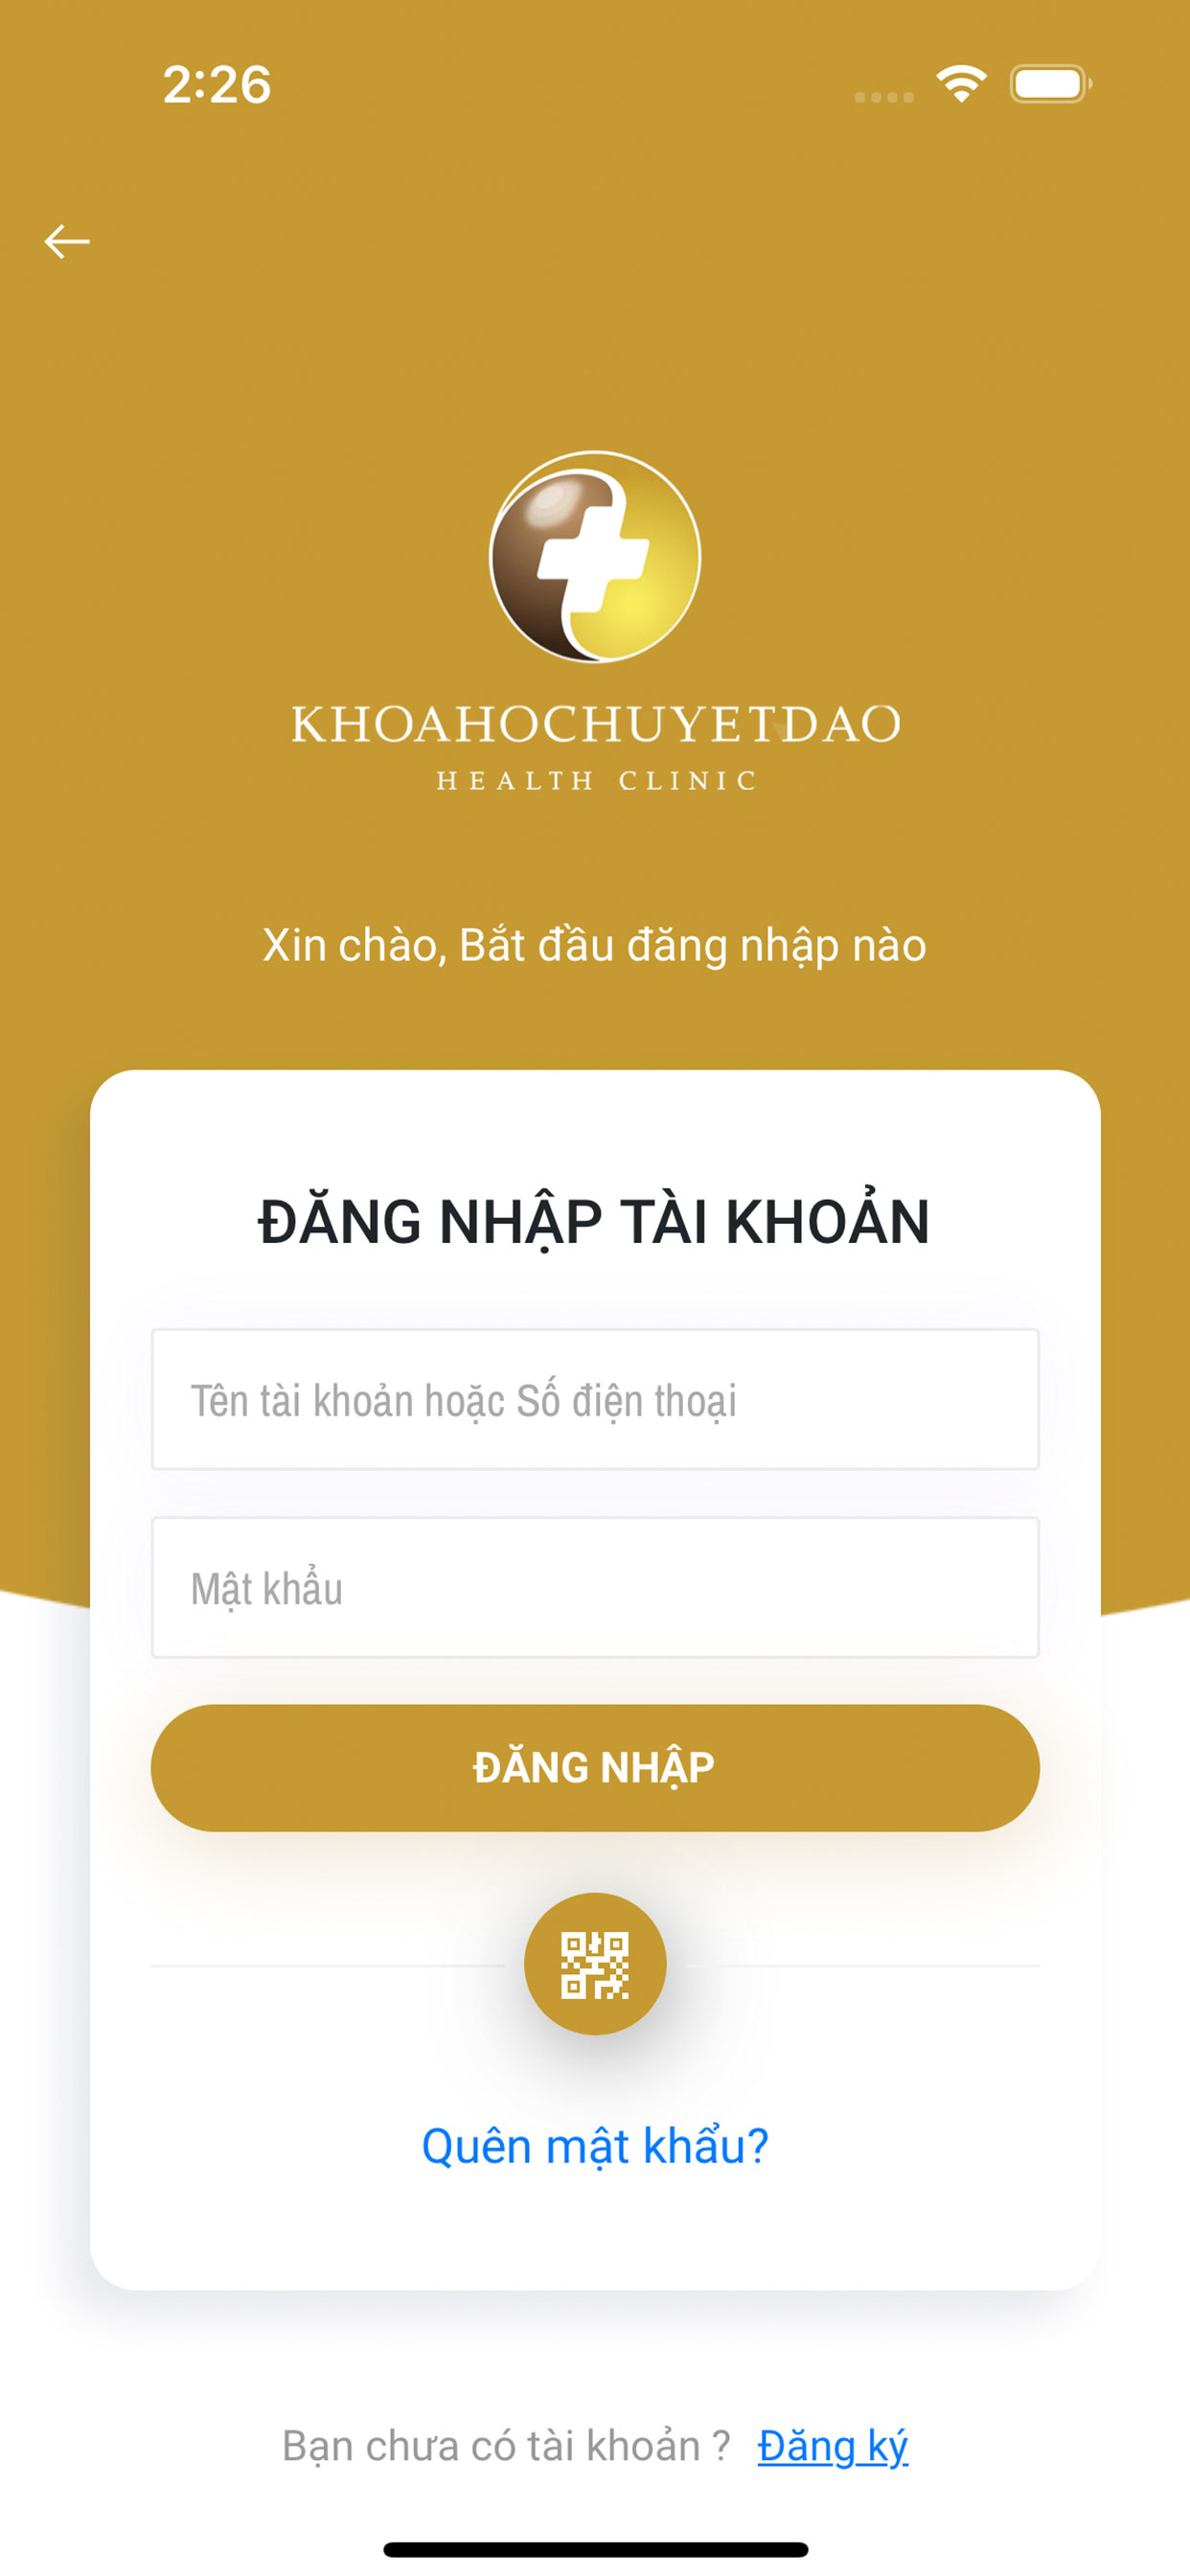 2:26
KHOAHOCHUYETDAO
HEALTH CLINIC
Xin chào, Bắt đầu đăng nhập nào
ĐĂNG NHẬP TÀI KHOẢN
Tên tài khoản hoặc Số điện thoại
Mật khẩu
ĐĂNG NHẬP
Quên mật khẩu?
Bạn chưa có tài khoản ? Đăng ký